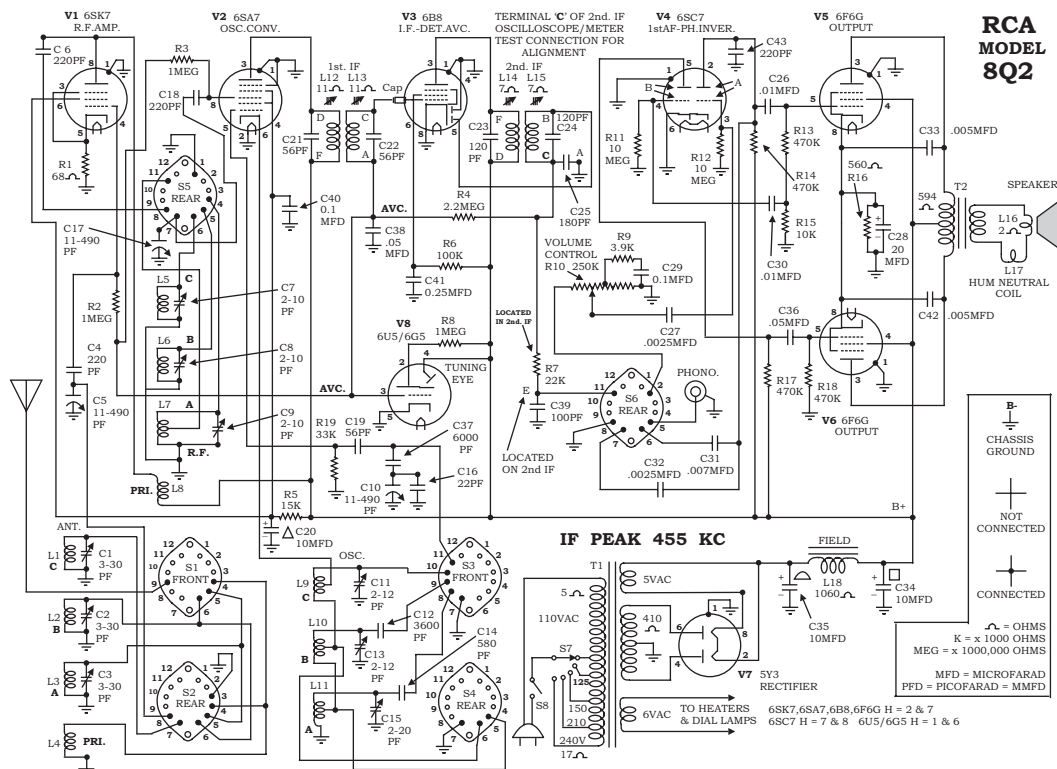 V1 6SK7
R.F.AMP.
V2 6SA7
OSC.CONV.
V3 6B8
I.F.-DET.AVC.
TERMINAL 'C' OF 2nd. IF
OSCILLOSCOPE/METER
TEST CONNECTION FOR
ALIGNMENT
V4 6SC7
1stAF-PH.INVER.
V5 6F6G
OUTPUT
RCA
MODEL
8Q2
C 6
220PF
R3
1MEG
C18
220PF
1st. IF
L12 L13
11 11
Cap
2nd. IF
L14 L15
7 7
C43
220PF
C26
.01MFD
R1
68
S5
REAR
C21
56PF
C22
56PF
C23
120
PF
120PF
C24
C25
180PF
R11
10
MEG
R12
10
MEG
R13
470K
R14
470K
R15
10K
C33 .005MFD
560
R16
C28
20
MFD
594
T2
SPEAKER
L16
2
L17
HUM NEUTRAL
COIL
C17
11-490
PF
C40
0.1
MFD
AVC.
R4
2.2MEG
C38
.05
MFD
R6
100K
C41
0.25MFD
VOLUME
CONTROL
R10 250K
R9
3.9K
C29
0.1MFD
C30
.01MFD
C27
.0025MFD
R2
1MEG
L5 C
C7
2-10
PF
L6 B
C8
2-10
PF
L7 A
C9
2-10
PF
R.F.
C4
220
PF
C5
11-490
PF
V8
6U5/6G5
R8
1MEG
TUNING
EYE
AVC.
LOCATED
IN 2nd. IF
R7
22K
E
C39
100PF
LOCATED
ON 2nd IF
S6
REAR
PHONO.
C36
.05MFD
R17
470K
R18
470K
V6 6F6G
OUTPUT
C42 .005MFD
C31
.007MFD
C32
.0025MFD
R19
33K
C19
56PF
C37
6000
PF
C10
11-490
PF
C16
22PF
PRI. L8
R5
15K
C20
10MFD
B+
B-
CHASSIS
GROUND
NOT
CONNECTED
CONNECTED
= OHMS
K = x 1000 OHMS
MEG = x 1000,000 OHMS
MFD = MICROFARAD
PFD = PICOFARAD = MMFD
ANT.
L1
C
C1
3-30
PF
L2
B
C2
3-30
PF
L3
A
C3
3-30
PF
L4 PRI.
S1
FRONT
S2
REAR
OSC.
L9
C
C11
2-12
PF
L10
B
C12
3600
PF
C13
2-12
PF
C14
580
PF
L11
A
C15
2-20
PF
S3
FRONT
S4
REAR
IF PEAK 455 KC
T1
5
110VAC
S7
S8
125
150
210
240V
17
5VAC
410
6VAC
V7 5Y3
RECTIFIER
FIELD
L18
1060
C35
10MFD
C34
10MFD
TO HEATERS
& DIAL LAMPS
6SK7,6SA7,6B8,6F6G H = 2 & 7
6SC7 H = 7 & 8 6U5/6G5 H = 1 & 6